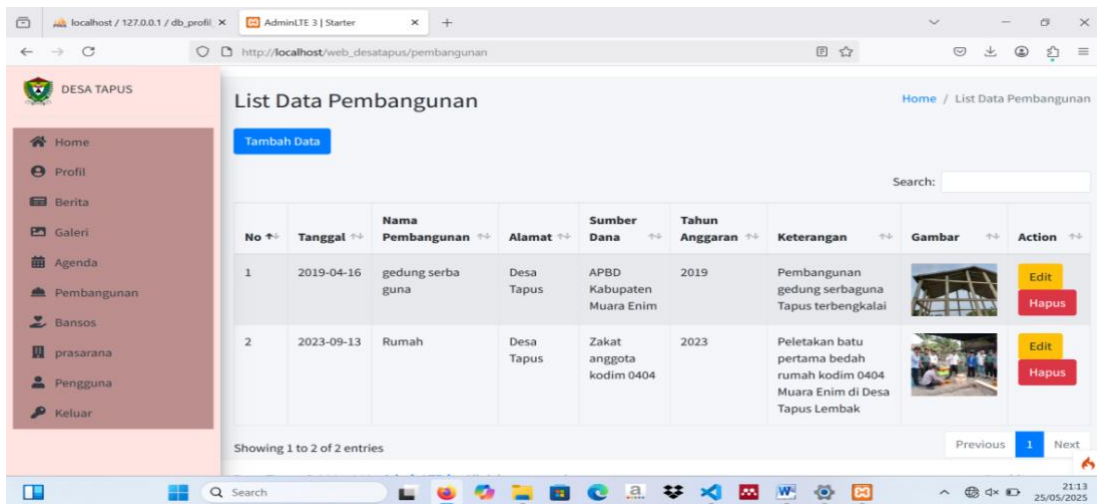 localhost / 127.0.0.1 / db_profil_
AdminLTE 3 | Starter
http://localhost/web_desatapus/pembangunan
DESA TAPUS
Home
Profil
Berita
Galeri
Agenda
Pembangunan
Bansos
prasarana
Pengguna
Keluar
List Data Pembangunan
Home / List Data Pembangunan
Tambah Data
Search:
No Tanggal Nama Pembangunan Alamat Sumber Dana Tahun Anggaran Keterangan Gambar Action
1 2019-04-16 gedung serba guna Desa Tapus APBD Kabupaten Muara Enim 2019 Pembangunan gedung serbaguna Tapus terbengkalai Edit Hapus
2 2023-09-13 Rumah Desa Tapus Zakat anggota kodim 0404 2023 Peletakan batu pertama bedah rumah kodim 0404 Muara Enim di Desa Tapus Lembak Edit Hapus
Showing 1 to 2 of 2 entries
Previous 1 Next
Search
21:13
25/05/2025